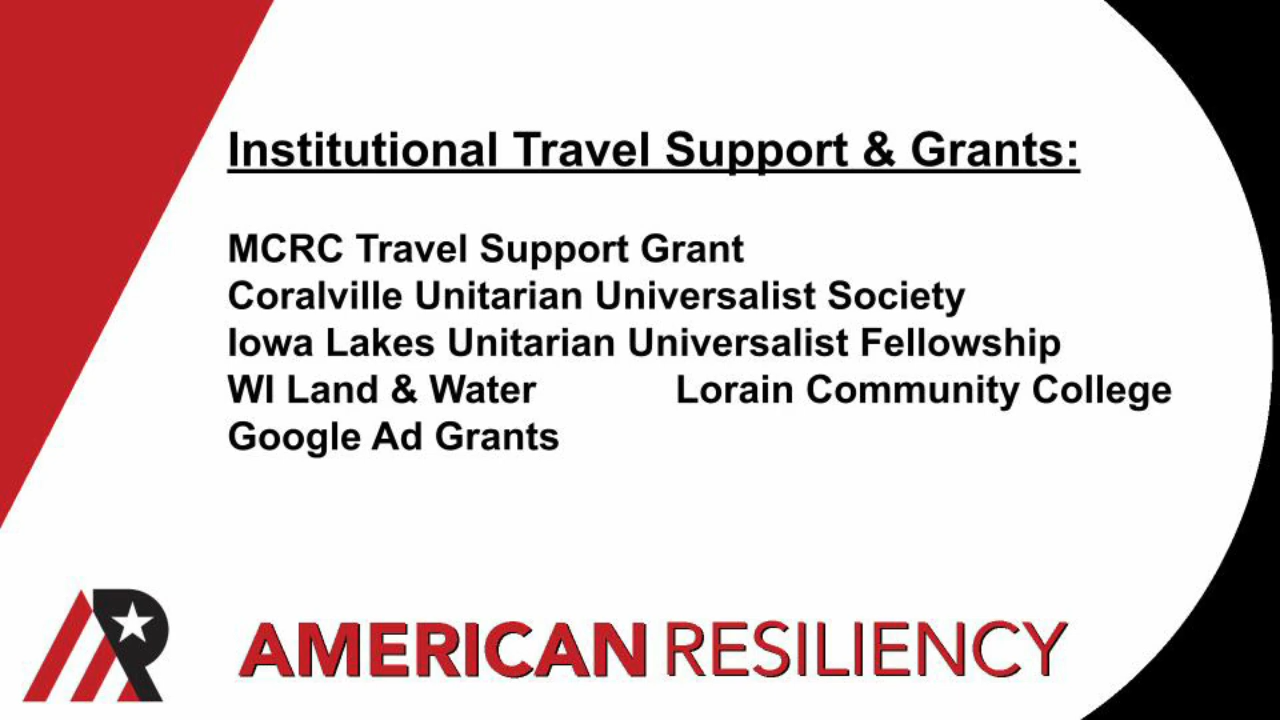 Institutional Travel Support & Grants:
MCRC Travel Support Grant
Coralville Unitarian Universalist Society
Iowa Lakes Unitarian Universalist Fellowship
WI Land & Water Lorain Community College
Google Ad Grants
AR
AMERICAN RESILIENCY